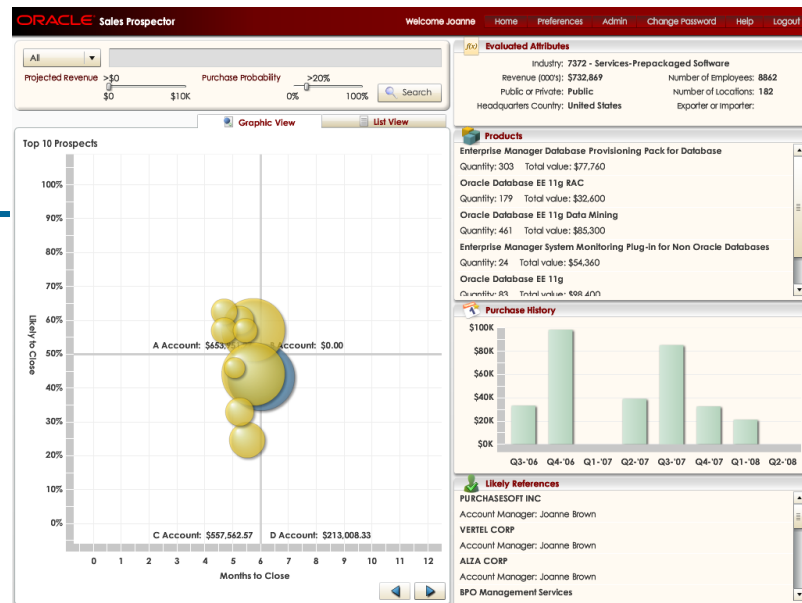 ORACLE Sales Prospector
Welcome Joanne Home Preferences Admin Change Password Help Logout
All
Projected Revenue >$0
$0 $10K
Purchase Probability >20%
0% 100%
Search
Graphic View List View
Top 10 Prospects
100%
90%
80%
70%
60%
50%
40%
30%
20%
10%
0%
Likely to Close
A Account: $653, Account: $0.00
C Account: $557,562.57 D Account: $213,008.33
0 1 2 3 4 5 6 7 8 9 10 11 12
Months to Close
f(x) Evaluated Attributes
Industry: 7372 - Services-Prepackaged Software
Revenue (000's): $732,869 Number of Employees: 8862
Public or Private: Public Number of Locations: 182
Headquarters Country: United States Exporter or Importer:
Products
Enterprise Manager Database Provisioning Pack for Database
Quantity: 303 Total value: $77,760
Oracle Database EE 11g RAC
Quantity: 179 Total value: $32,600
Oracle Database EE 11g Data Mining
Quantity: 461 Total value: $85,300
Enterprise Manager System Monitoring Plug-in for Non Oracle Databases
Quantity: 24 Total value: $54,360
Oracle Database EE 11g
Quantity: 83 Total value: $98,400
Purchase History
$100K
$80K
$60K
$40K
$20K
$0K
Q3-'06 Q4-'06 Q1-'07 Q2-'07 Q3-'07 Q4-'07 Q1-'08 Q2-'08
Likely References
PURCHASESOFT INC
Account Manager: Joanne Brown
VERTEL CORP
Account Manager: Joanne Brown
ALZA CORP
Account Manager: Joanne Brown
BPO Management Services